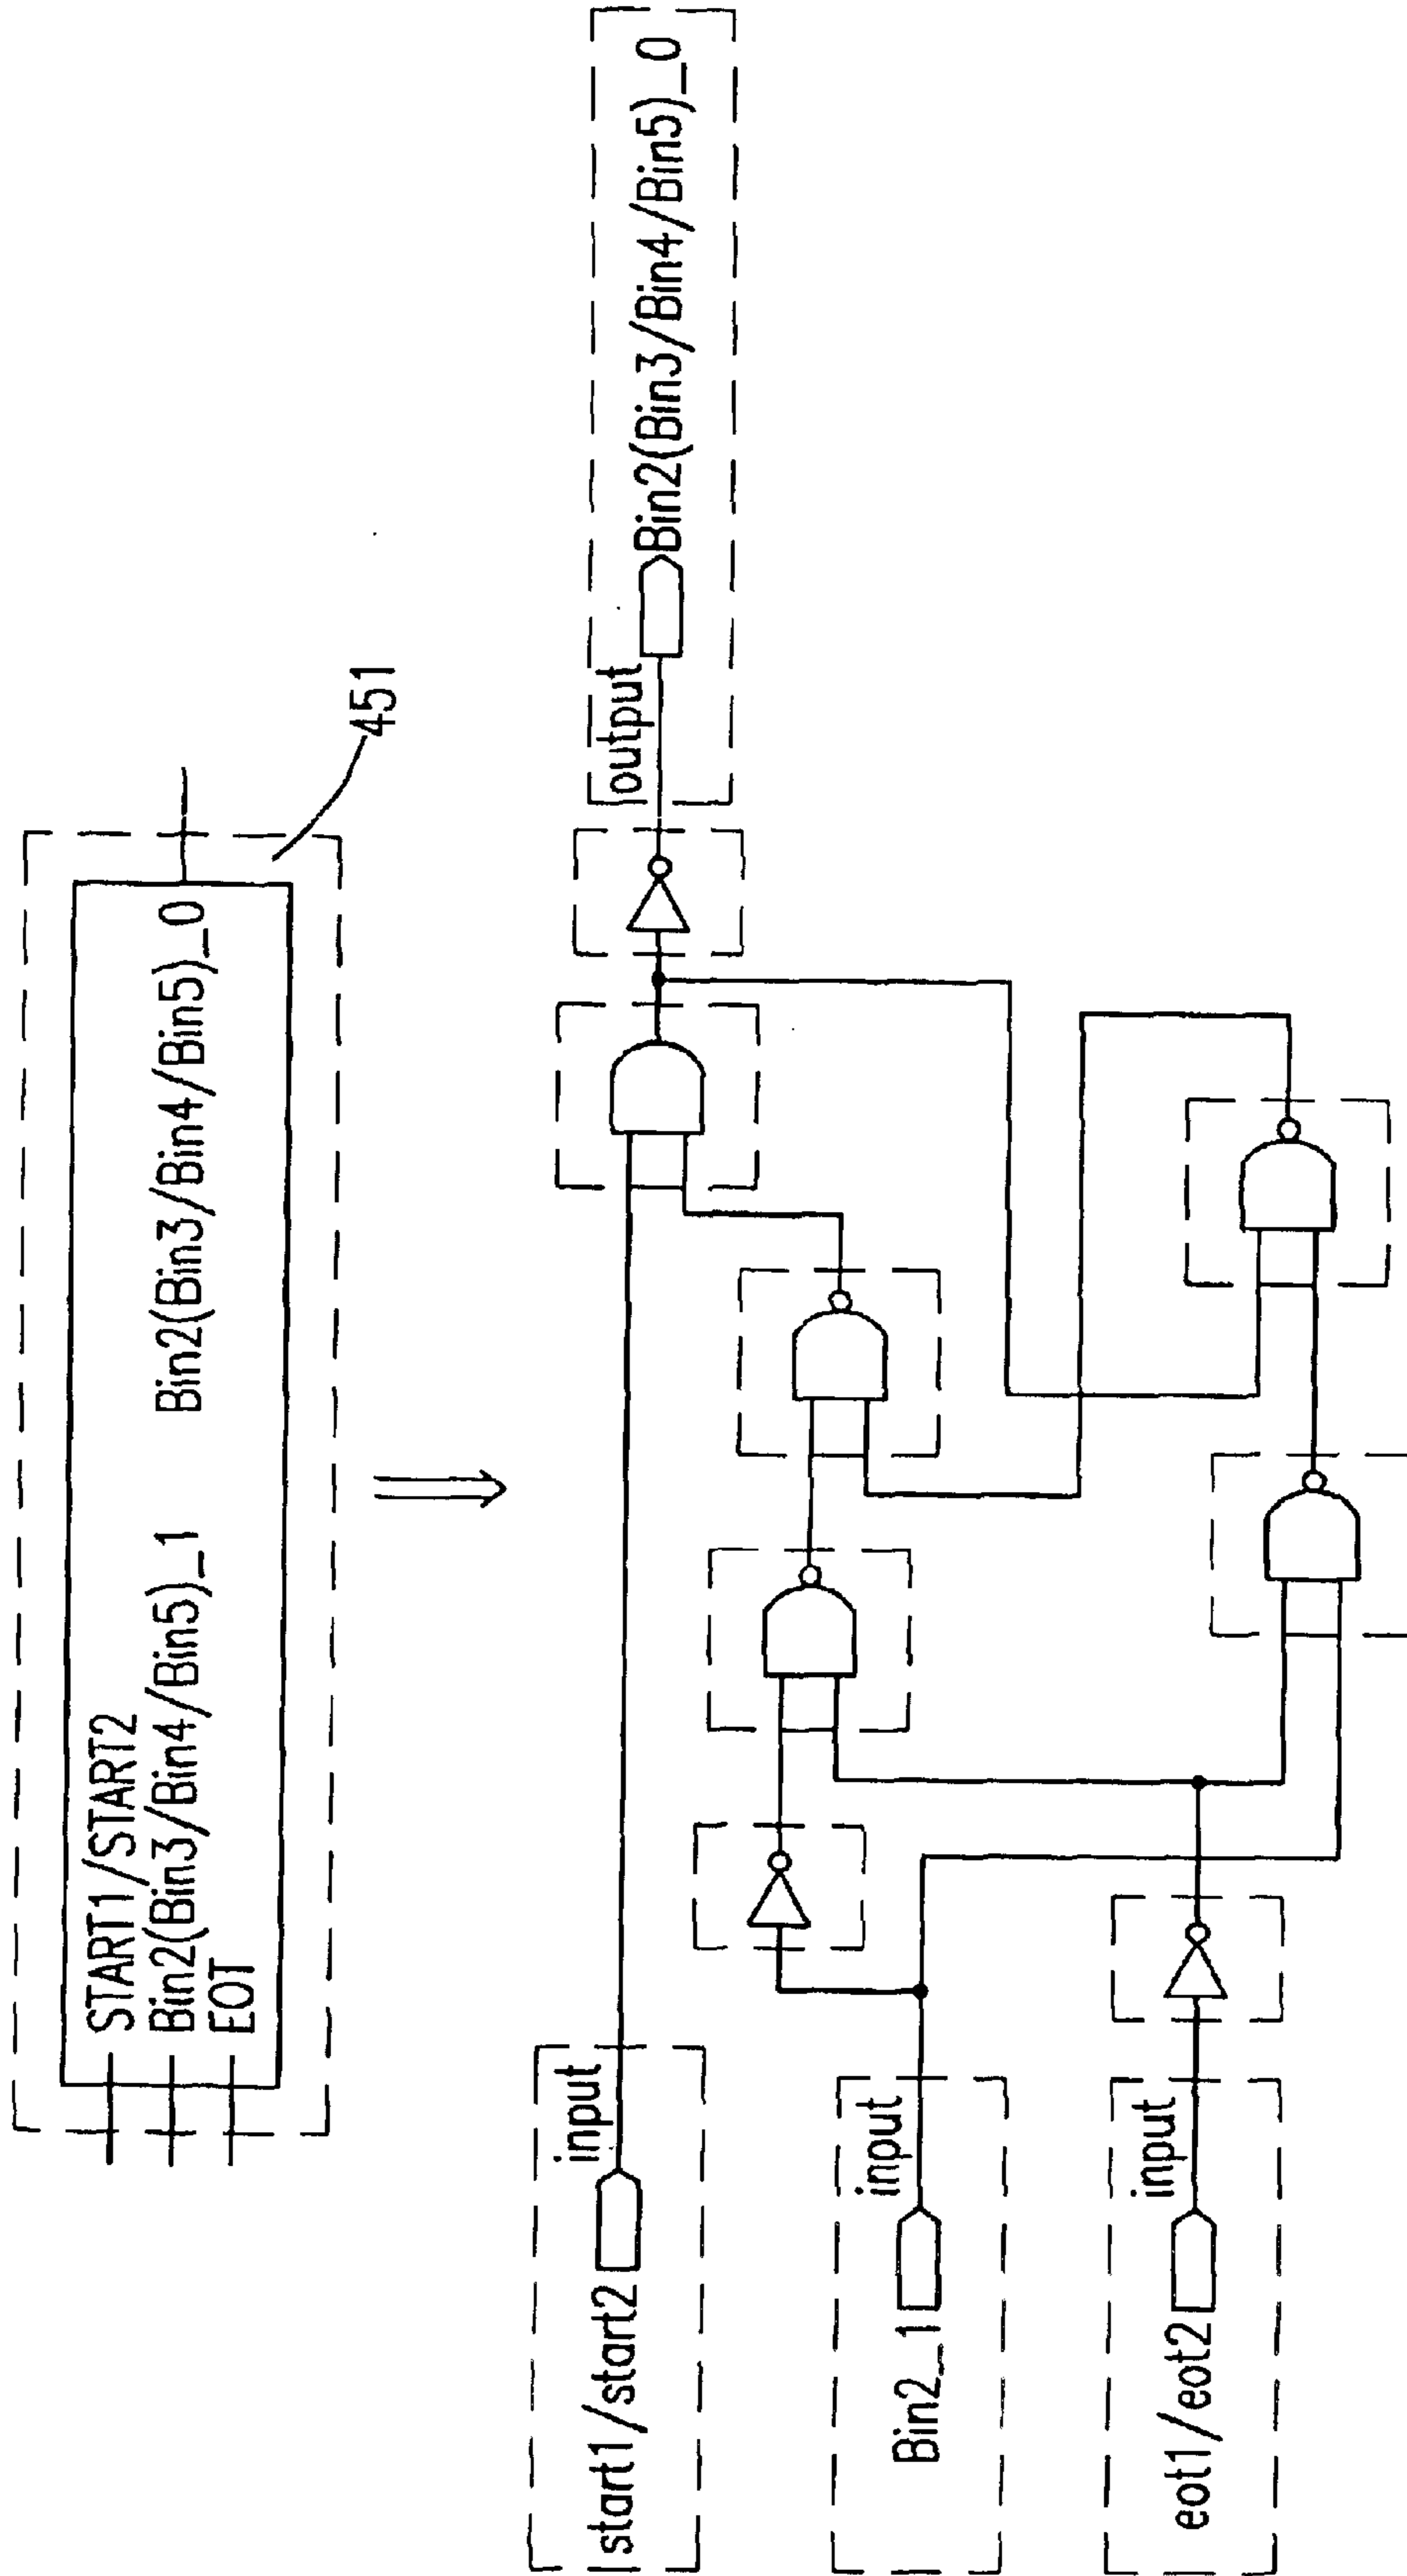 START1/START2
Bin2(Bin3/Bin4/Bin5)_1 Bin2(Bin3/Bin4/Bin5)_0
EOT
451
start1/start2 input
output Bin2(Bin3/Bin4/Bin5)_0
Bin2_1 input
eot1/eot2 input